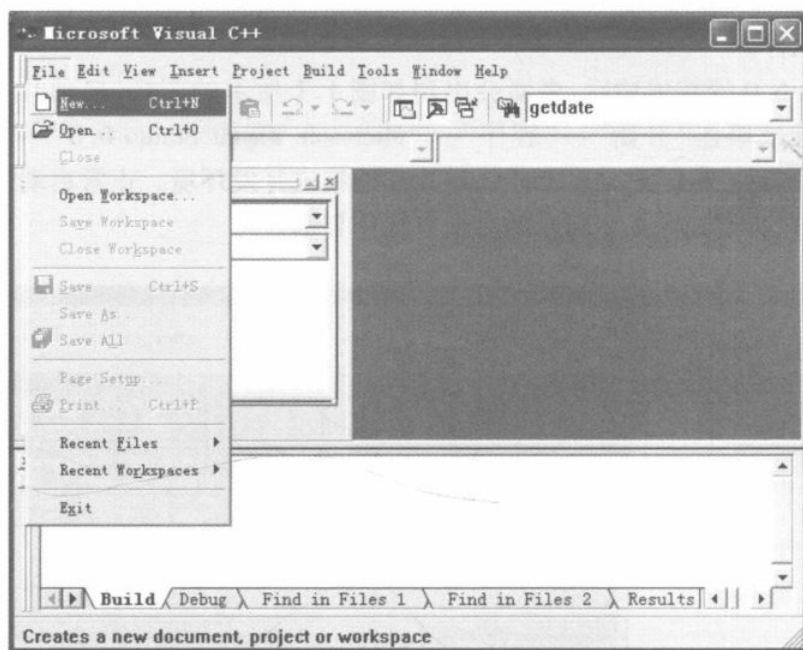 Microsoft Visual C++
File Edit View Insert Project Build Tools Window Help
New... Ctrl+N
getdate
Open... Ctrl+O
Close
Open Workspace...
Save Workspace
Close Workspace
Save Ctrl+S
Save As...
Save All
Page Setup...
Print... Ctrl+P
Recent Files
Recent Workspaces
Exit
Build Debug Find in Files 1 Find in Files 2 Results
Creates a new document, project or workspace